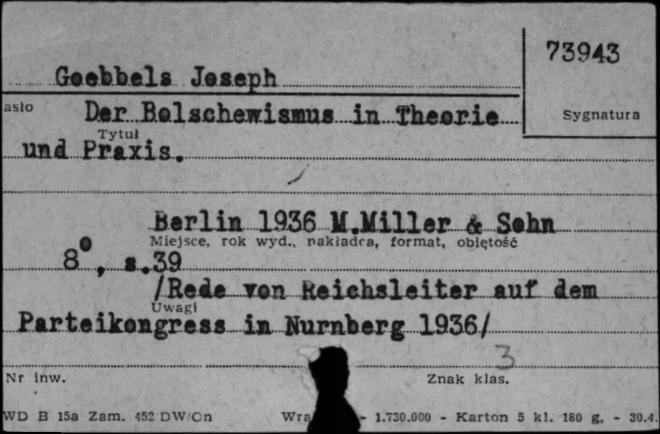 73943
Goebbels Joseph
asło
Der Bolschewismus in Theorie
Sygnatura
Tytuł
und Praxis.
Berlin 1936 M.Miller & Sohn
Miejsce, rok wyd., nakładca, format, objętość
8°, s.39
/Rede von Reichsleiter auf dem
Uwagi
Parteikongress in Nurnberg 1936/
3
Nr inw.
Znak klas.
WD B 15a Zam. 452 DW/Cn - 1.730.000 - Karton 5 kl. 180 g. - 30.4.